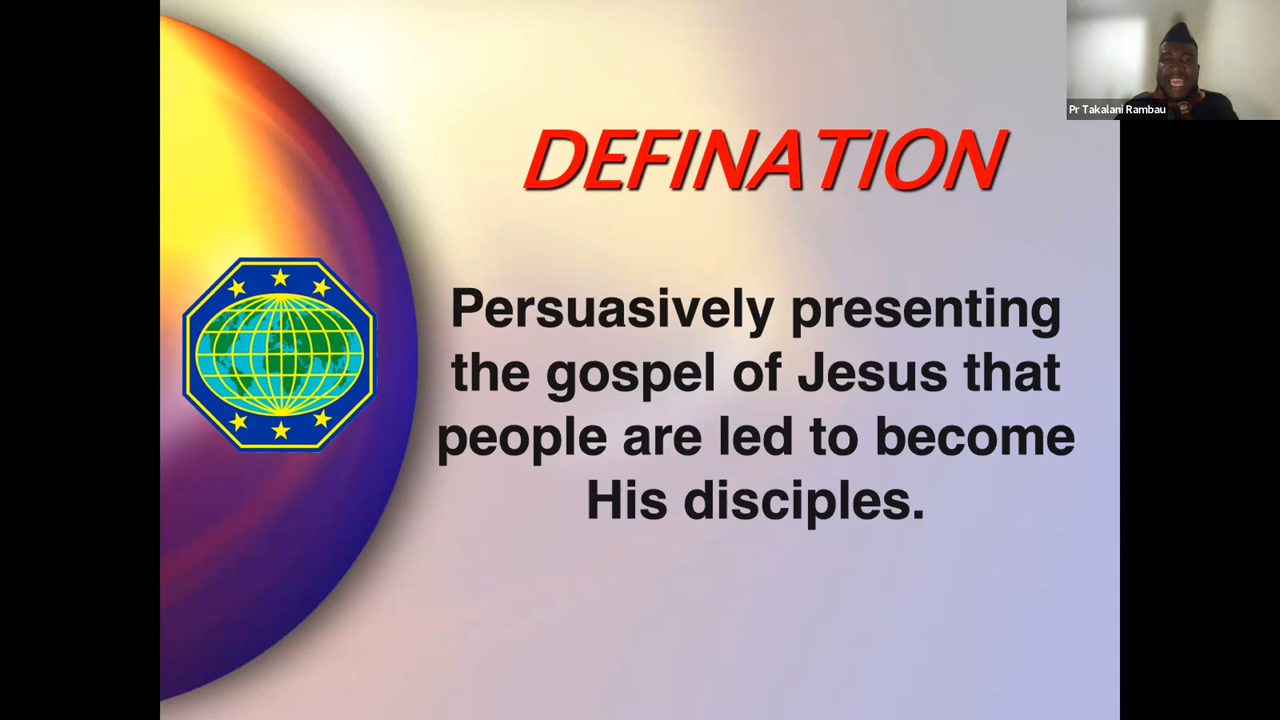 Pr Takalani Rambau
DEFINATION
Persuasively presenting
the gospel of Jesus that
people are led to become
His disciples.